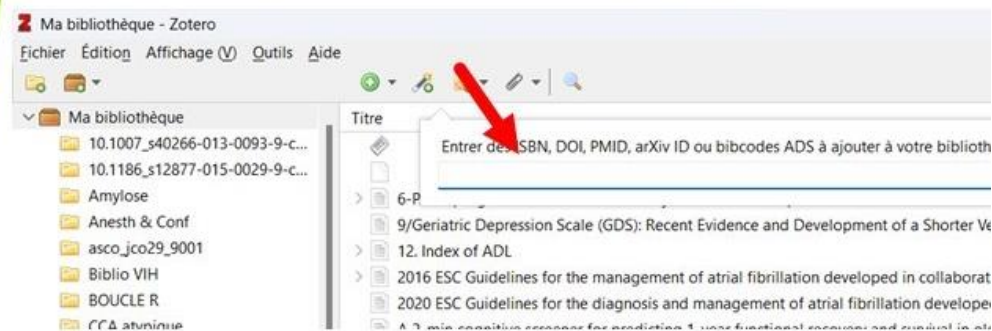 Ma bibliothèque - Zotero
Fichier Édition Affichage (V) Outils Aide
Ma bibliothèque
10.1007_s40266-013-0093-9-c...
10.1186_s12877-015-0029-9-c...
Amylose
Anesth & Conf
asco_jco29_9001
Biblio VIH
BOUCLE R
CCA atypique
Titre
Entrer des ISBN, DOI, PMID, arXiv ID ou bibcodes ADS à ajouter à votre biblioth
6-P
9/Geriatric Depression Scale (GDS): Recent Evidence and Development of a Shorter Ve
12. Index of ADL
2016 ESC Guidelines for the management of atrial fibrillation developed in collaborat
2020 ESC Guidelines for the diagnosis and management of atrial fibrillation develope
A 2-min cognitive screener for predicting 1-year functional recovery and survival in